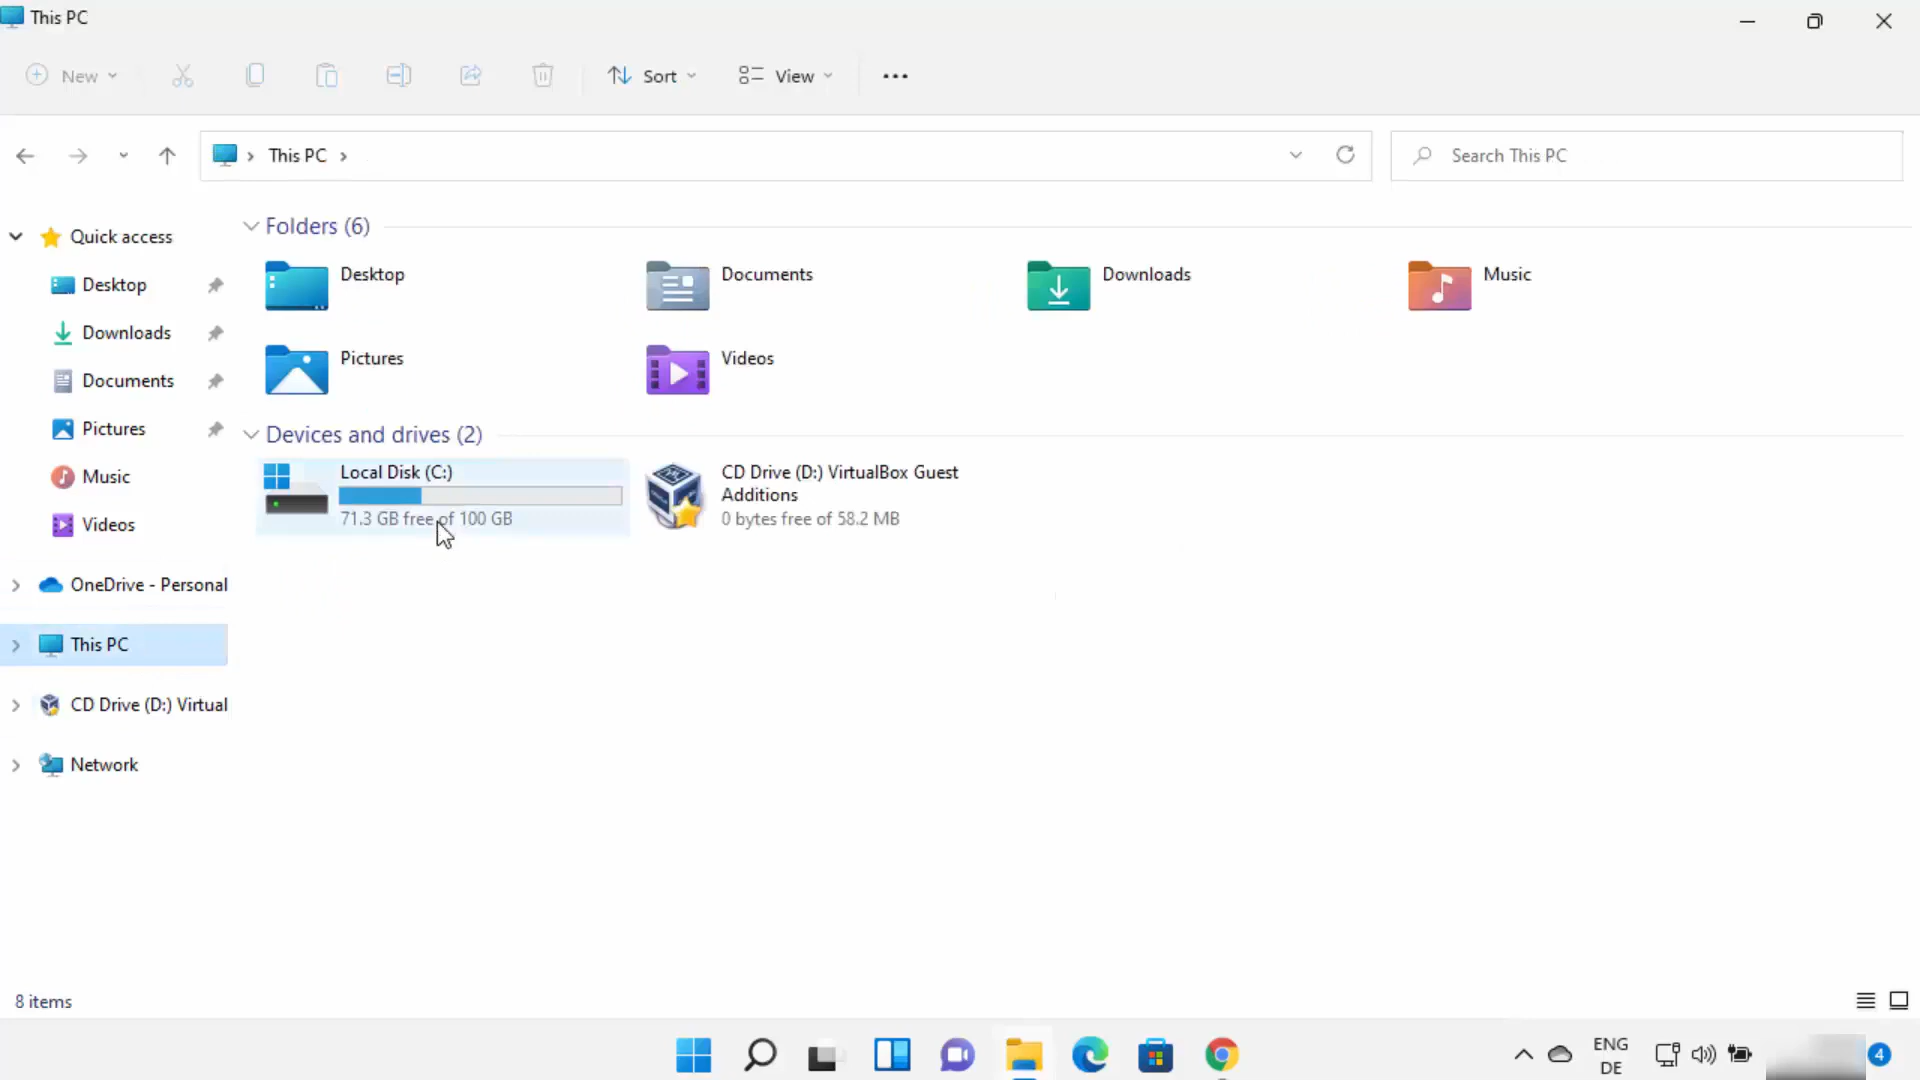 This PC
New
Sort
View
This PC
Search This PC
Quick access
Desktop
Downloads
Documents
Pictures
Music
Videos
OneDrive - Personal
This PC
CD Drive (D:) Virtual
Network
Folders (6)
Desktop
Documents
Downloads
Music
Pictures
Videos
Devices and drives (2)
Local Disk (C:)
71.3 GB free of 100 GB
CD Drive (D:) VirtualBox Guest
Additions
0 bytes free of 58.2 MB
8 items
ENG
DE
4